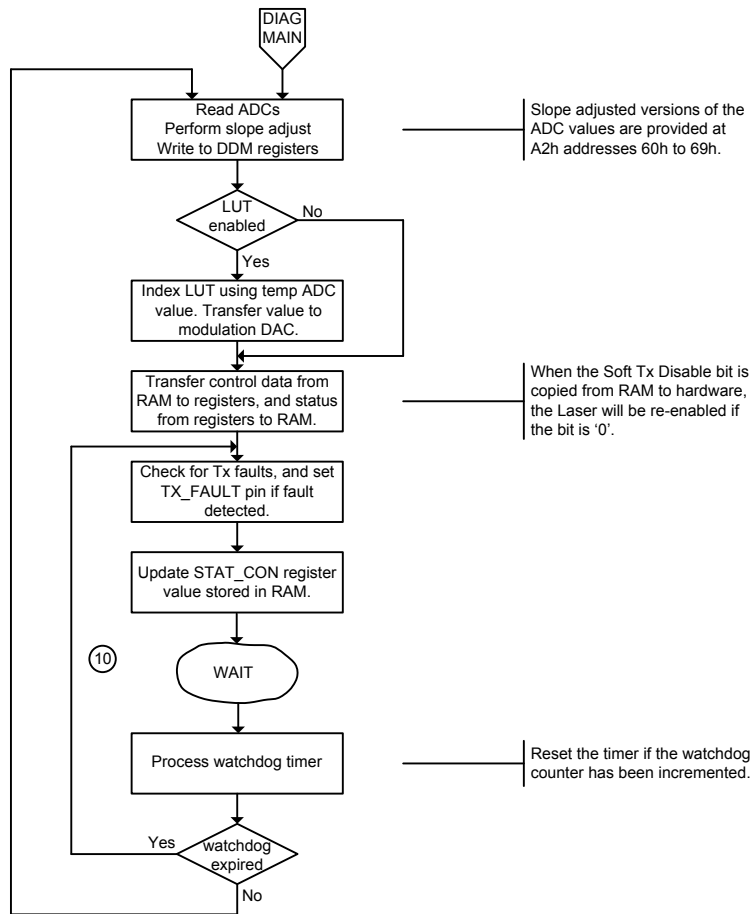 DIAG
MAIN
Read ADCs
Perform slope adjust
Write to DDM registers
Slope adjusted versions of the
ADC values are provided at
A2h addresses 60h to 69h.
LUT
enabled
No
Yes
Index LUT using temp ADC
value. Transfer value to
modulation DAC.
Transfer control data from
RAM to registers, and status
from registers to RAM.
When the Soft Tx Disable bit is
copied from RAM to hardware,
the Laser will be re-enabled if
the bit is ‘0’.
Check for Tx faults, and set
TX_FAULT pin if fault
detected.
Update STAT_CON register
value stored in RAM.
10
WAIT
Process watchdog timer
Reset the timer if the watchdog
counter has been incremented.
Yes
watchdog
expired
No